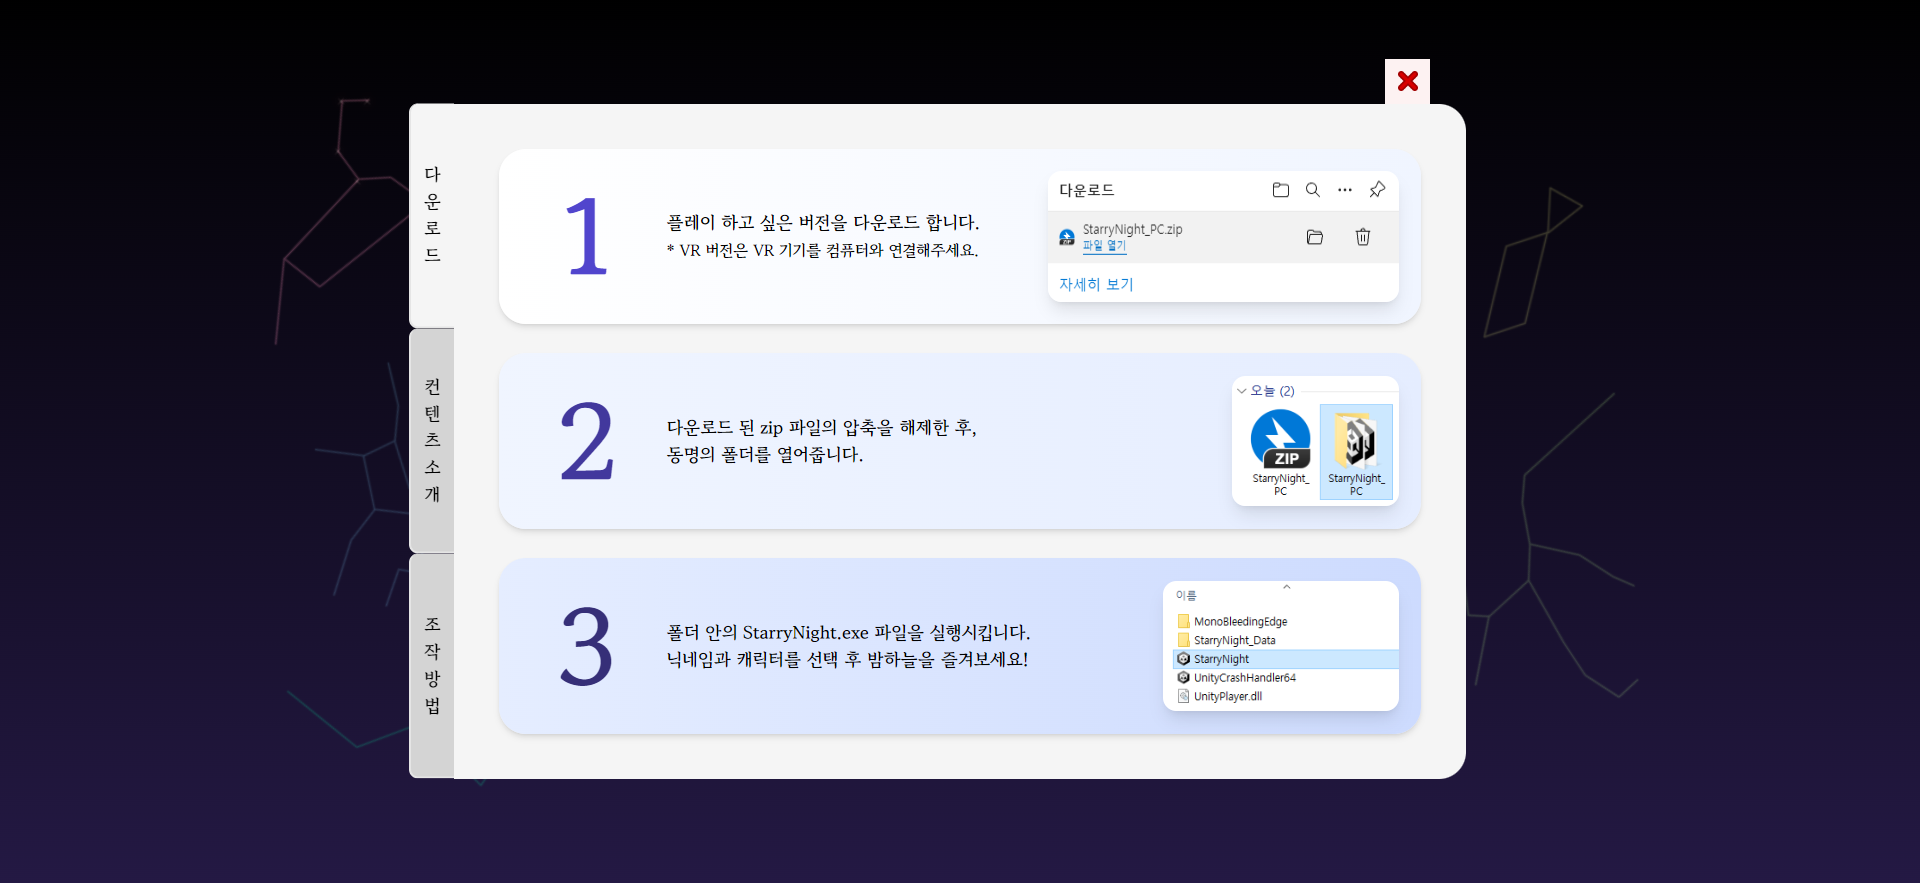 다운로드
컨텐츠소개
조작방법
1
플레이 하고 싶은 버전을 다운로드 합니다.
* VR 버전은 VR 기기를 컴퓨터와 연결해주세요.
다운로드
StarryNight_PC.zip
파일 열기
자세히 보기
2
다운로드 된 zip 파일의 압축을 해제한 후,
동명의 폴더를 열어줍니다.
오늘 (2)
ZIP
StarryNight_
PC
StarryNight_
PC
3
폴더 안의 StarryNight.exe 파일을 실행시킵니다.
닉네임과 캐릭터를 선택 후 밤하늘을 즐겨보세요!
이름
MonoBleedingEdge
StarryNight_Data
StarryNight
UnityCrashHandler64
UnityPlayer.dll